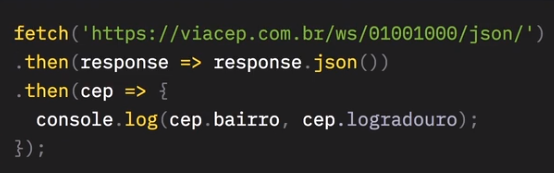 fetch('https://viacep.com.br/ws/01001000/json/')
.then(response => response.json())
.then(cep => {
  console.log(cep.bairro, cep.logradouro);
});